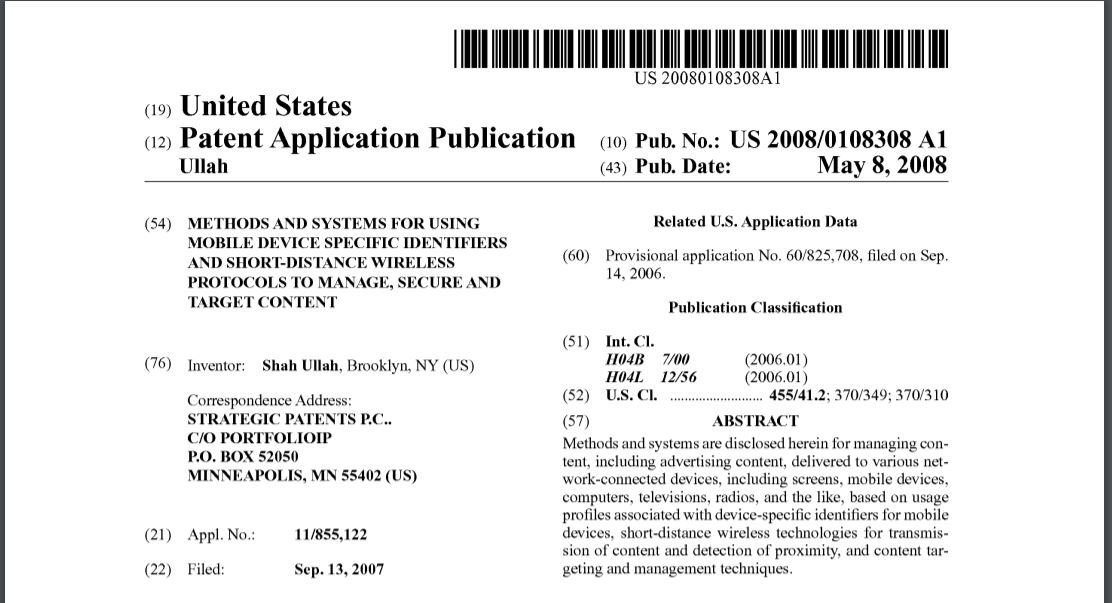 US 20080108308A1
(19) United States
(12) Patent Application Publication
Ullah
(10) Pub. No.: US 2008/0108308 A1
(43) Pub. Date: May 8, 2008
(54) METHODS AND SYSTEMS FOR USING
MOBILE DEVICE SPECIFIC IDENTIFIERS
AND SHORT-DISTANCE WIRELESS
PROTOCOLS TO MANAGE, SECURE AND
TARGET CONTENT
(76) Inventor: Shah Ullah, Brooklyn, NY (US)
Correspondence Address:
STRATEGIC PATENTS P.C..
C/O PORTFOLIOIP
P.O. BOX 52050
MINNEAPOLIS, MN 55402 (US)
(21) Appl. No.: 11/855,122
(22) Filed: Sep. 13, 2007
Related U.S. Application Data
(60) Provisional application No. 60/825,708, filed on Sep.
14, 2006.
Publication Classification
(51) Int. Cl.
H04B 7/00 (2006.01)
H04L 12/56 (2006.01)
(52) U.S. Cl. .......................... 455/41.2; 370/349; 370/310
(57) ABSTRACT
Methods and systems are disclosed herein for managing con-
tent, including advertising content, delivered to various net-
work-connected devices, including screens, mobile devices,
computers, televisions, radios, and the like, based on usage
profiles associated with device-specific identifiers for mobile
devices, short-distance wireless technologies for transmis-
sion of content and detection of proximity, and content tar-
geting and management techniques.